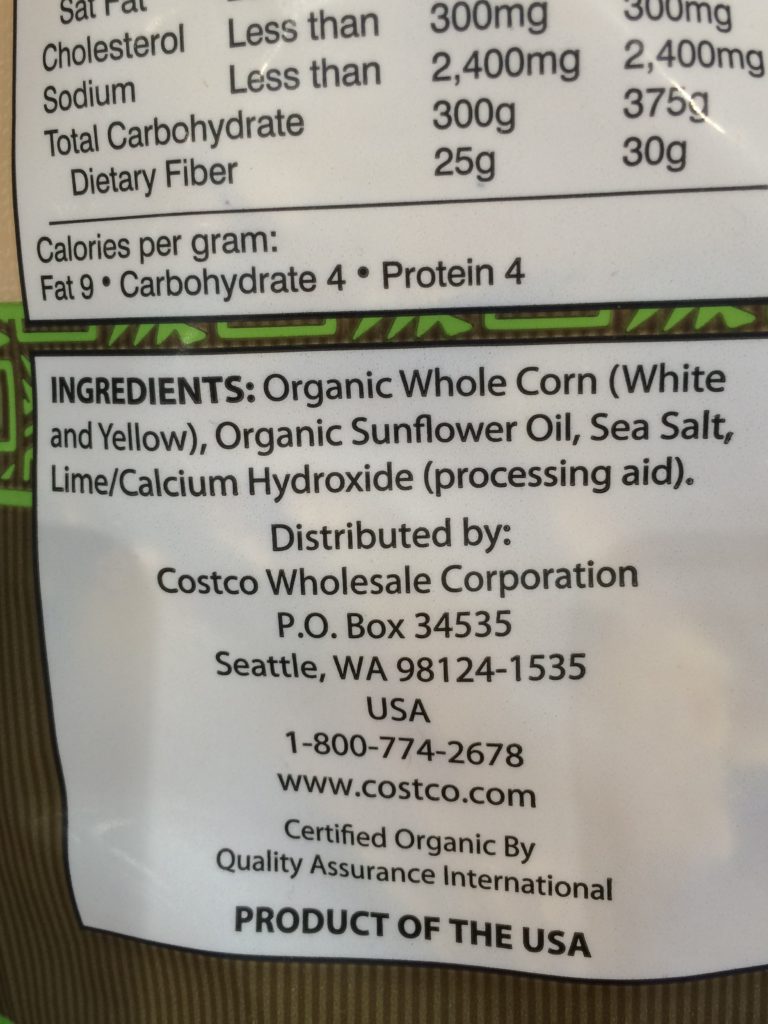 Sat Fat
Cholesterol Less than 300mg 300mg
Sodium Less than 2,400mg 2,400mg
Total Carbohydrate 300g 375g
Dietary Fiber 25g 30g
Calories per gram:
Fat 9 • Carbohydrate 4 • Protein 4
INGREDIENTS: Organic Whole Corn (White
and Yellow), Organic Sunflower Oil, Sea Salt,
Lime/Calcium Hydroxide (processing aid).
Distributed by:
Costco Wholesale Corporation
P.O. Box 34535
Seattle, WA 98124-1535
USA
1-800-774-2678
www.costco.com
Certified Organic By
Quality Assurance International
PRODUCT OF THE USA